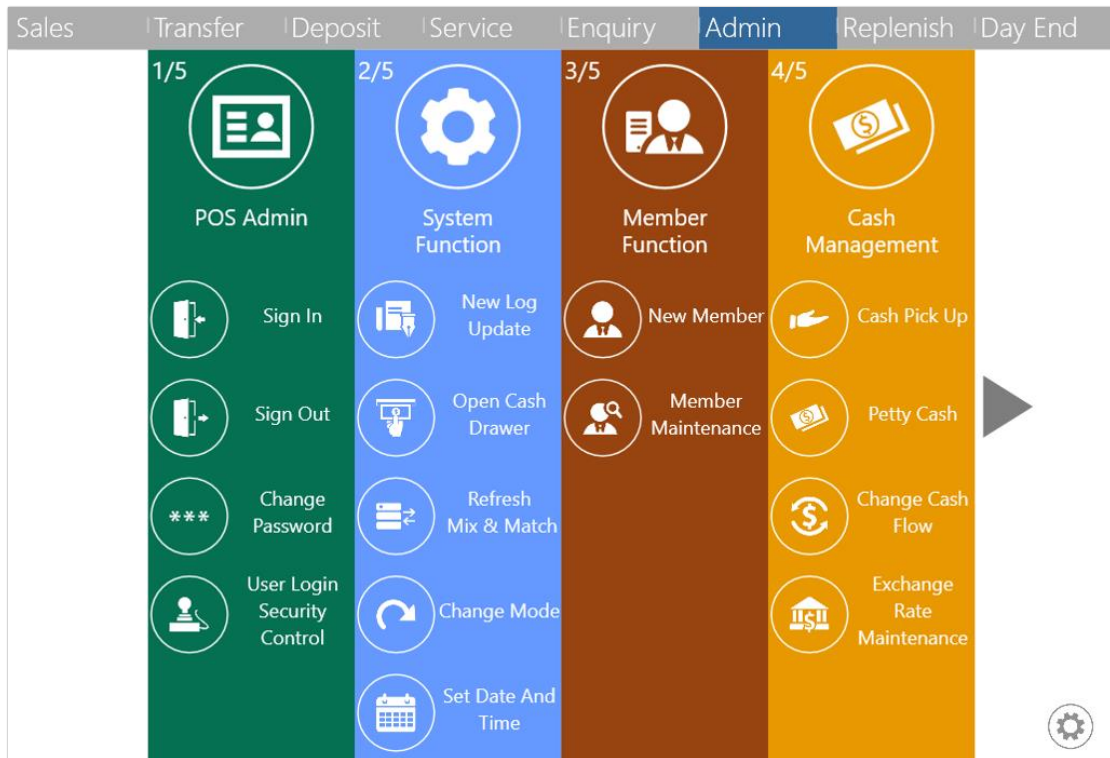 Sales
Transfer
Deposit
Service
Enquiry
Admin
Replenish
Day End
1/5
POS Admin
Sign In
Sign Out
***
Change
Password
User Login
Security
Control
2/5
System
Function
New Log
Update
Open Cash
Drawer
Refresh
Mix & Match
Change Mode
Set Date And
Time
3/5
Member
Function
New Member
Member
Maintenance
4/5
$
Cash
Management
Cash Pick Up
$
Petty Cash
$
Change Cash
Flow
$
Exchange
Rate
Maintenance